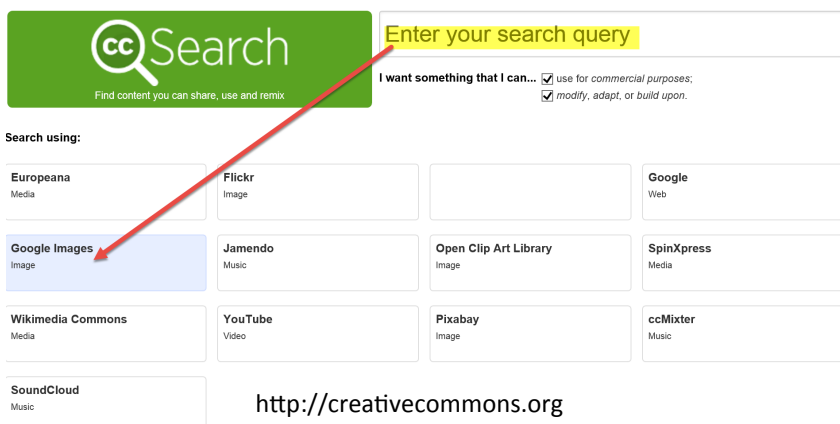 cc Search
Find content you can share, use and remix
Enter your search query
I want something that I can... use for commercial purposes;
modify, adapt, or build upon.
Search using:
Europeana
Media
Flickr
Image
Google
Web
Google Images
Image
Jamendo
Music
Open Clip Art Library
Image
SpinXpress
Media
Wikimedia Commons
Media
YouTube
Video
Pixabay
Image
ccMixter
Music
SoundCloud
Music
http://creativecommons.org